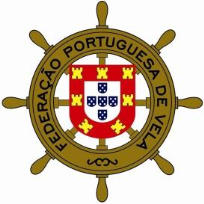 FEDERAÇÃO PORTUGUESA DE VELA